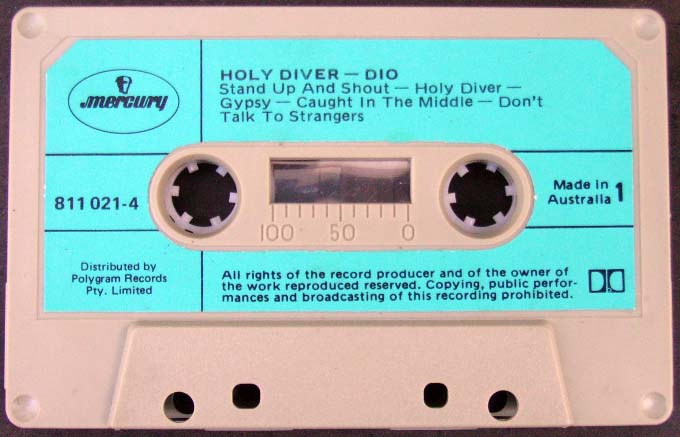 mercury
HOLY DIVER — DIO
Stand Up And Shout — Holy Diver —
Gypsy — Caught In The Middle — Don't
Talk To Strangers
811 021-4
100 50 0
Made in
Australia 1
Distributed by
Polygram Records
Pty. Limited
All rights of the record producer and of the owner of
the work reproduced reserved. Copying, public perfor-
mances and broadcasting of this recording prohibited.